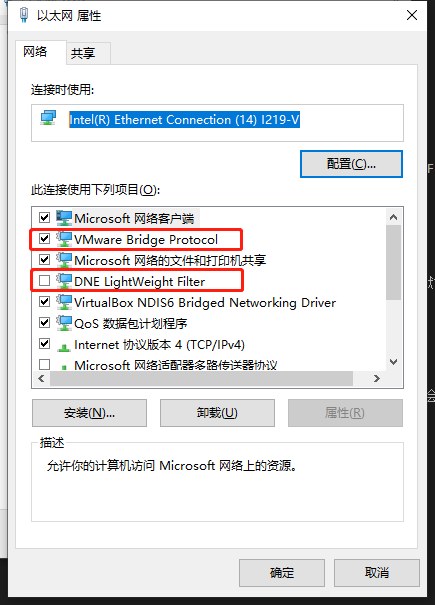 以太网 属性
网络
共享
连接时使用:
Intel(R) Ethernet Connection (14) I219-V
配置(C)...
此连接使用下列项目(O):
Microsoft 网络客户端
VMware Bridge Protocol
Microsoft 网络的文件和打印机共享
DNE LightWeight Filter
VirtualBox NDIS6 Bridged Networking Driver
QoS 数据包计划程序
Internet 协议版本 4 (TCP/IPv4)
Microsoft 网络适配器多路传送器协议
安装(N)...
卸载(U)
属性(R)
描述
允许你的计算机访问 Microsoft 网络上的资源。
确定
取消
F
会